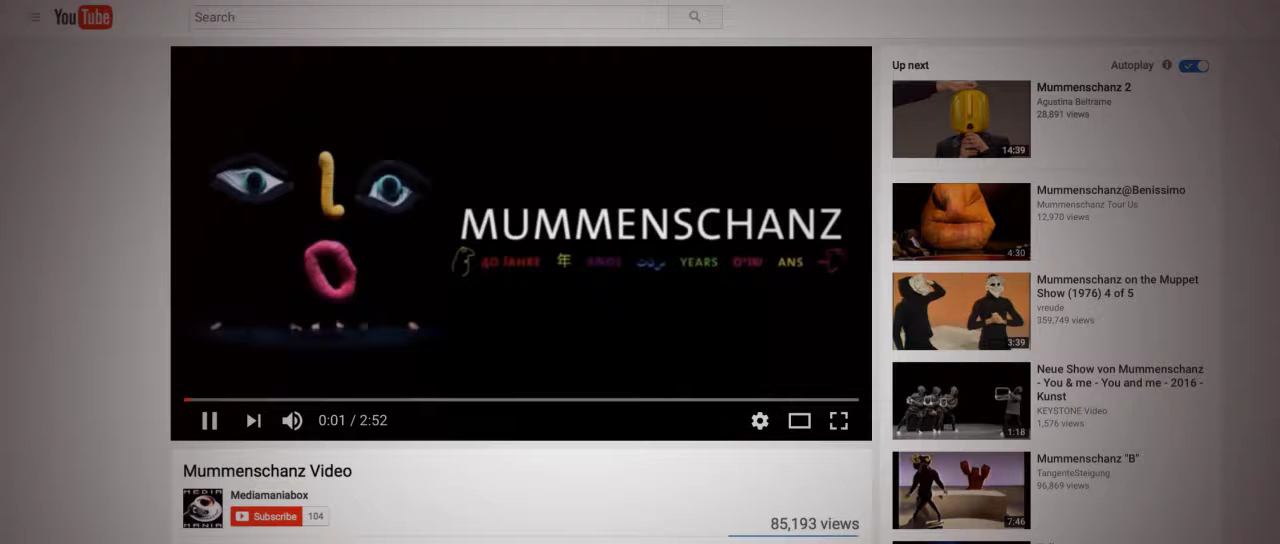 YouTube
Search
MUMMENSCHANZ
40 JAHRE 年 YEARS ANS
0:01 / 2:52
Mummenschanz Video
MEDIA
MANIA
Mediamaniabox
Subscribe 104
85,193 views
Up next
Autoplay
14:39
Mummenschanz 2
Agustina Beltrame
28,891 views
4:30
Mummenschanz@Benissimo
Mummenschanz Tour Us
12,970 views
3:39
Mummenschanz on the Muppet
Show (1976) 4 of 5
vreude
359,749 views
1:18
Neue Show von Mummenschanz
- You & me - You and me - 2016 -
Kunst
KEYSTONE Video
1,576 views
7:46
Mummenschanz "B"
TangenteSteigung
96,869 views